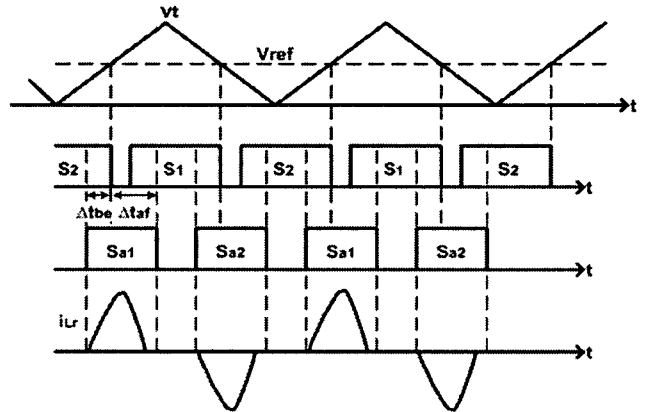 Vt
Vref
t
S2 S1 S2 S1 S2
t
Δtbe Δtaf
Sa1 Sa2 Sa1 Sa2
t
iLr
t